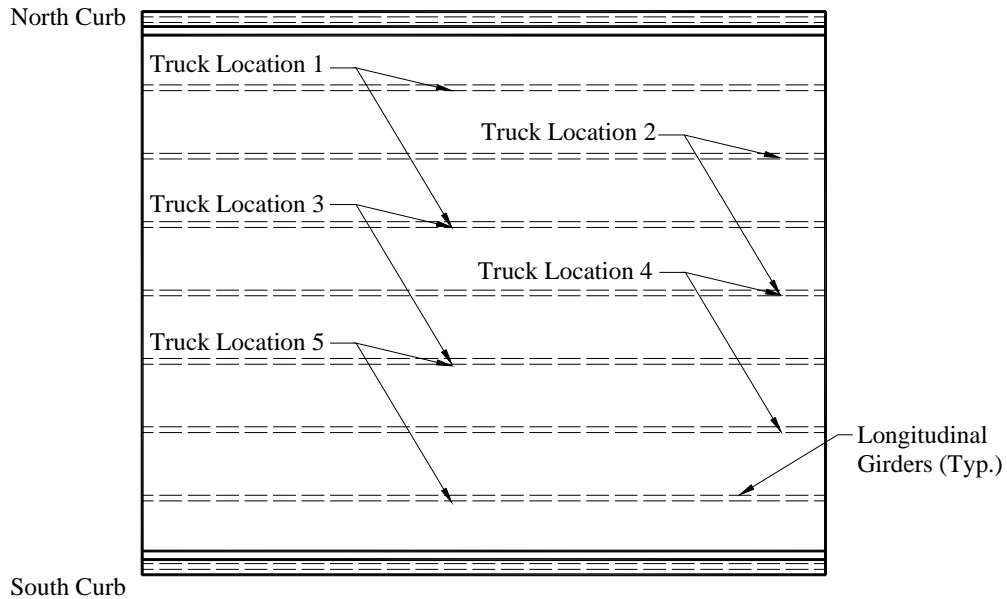 North Curb
Truck Location 1
Truck Location 2
Truck Location 3
Truck Location 4
Truck Location 5
Longitudinal
Girders (Typ.)
South Curb